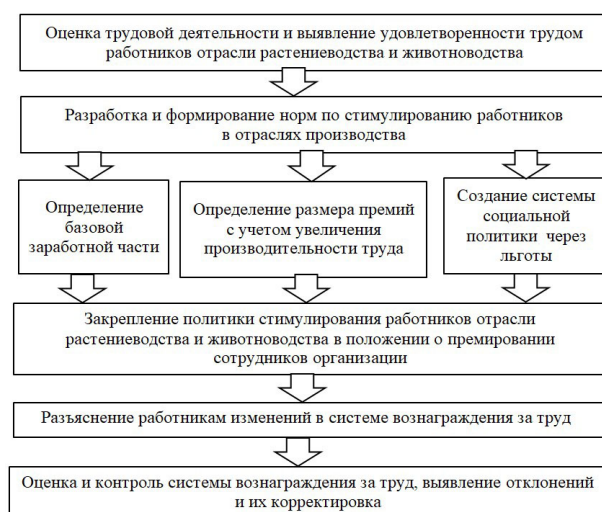 Оценка трудовой деятельности и выявление удовлетворенности трудом
работников отрасли растениеводства и животноводства
Разработка и формирование норм по стимулированию работников
в отраслях производства
Определение
базовой
заработной части
Определение размера премий
с учетом увеличения
производительности труда
Создание системы
социальной
политики через
льготы
Закрепление политики стимулирования работников отрасли
растениеводства и животноводства в положении о премировании
сотрудников организации
Разъяснение работникам изменений в системе вознаграждения за труд
Оценка и контроль системы вознаграждения за труд, выявление отклонений
и их корректировка